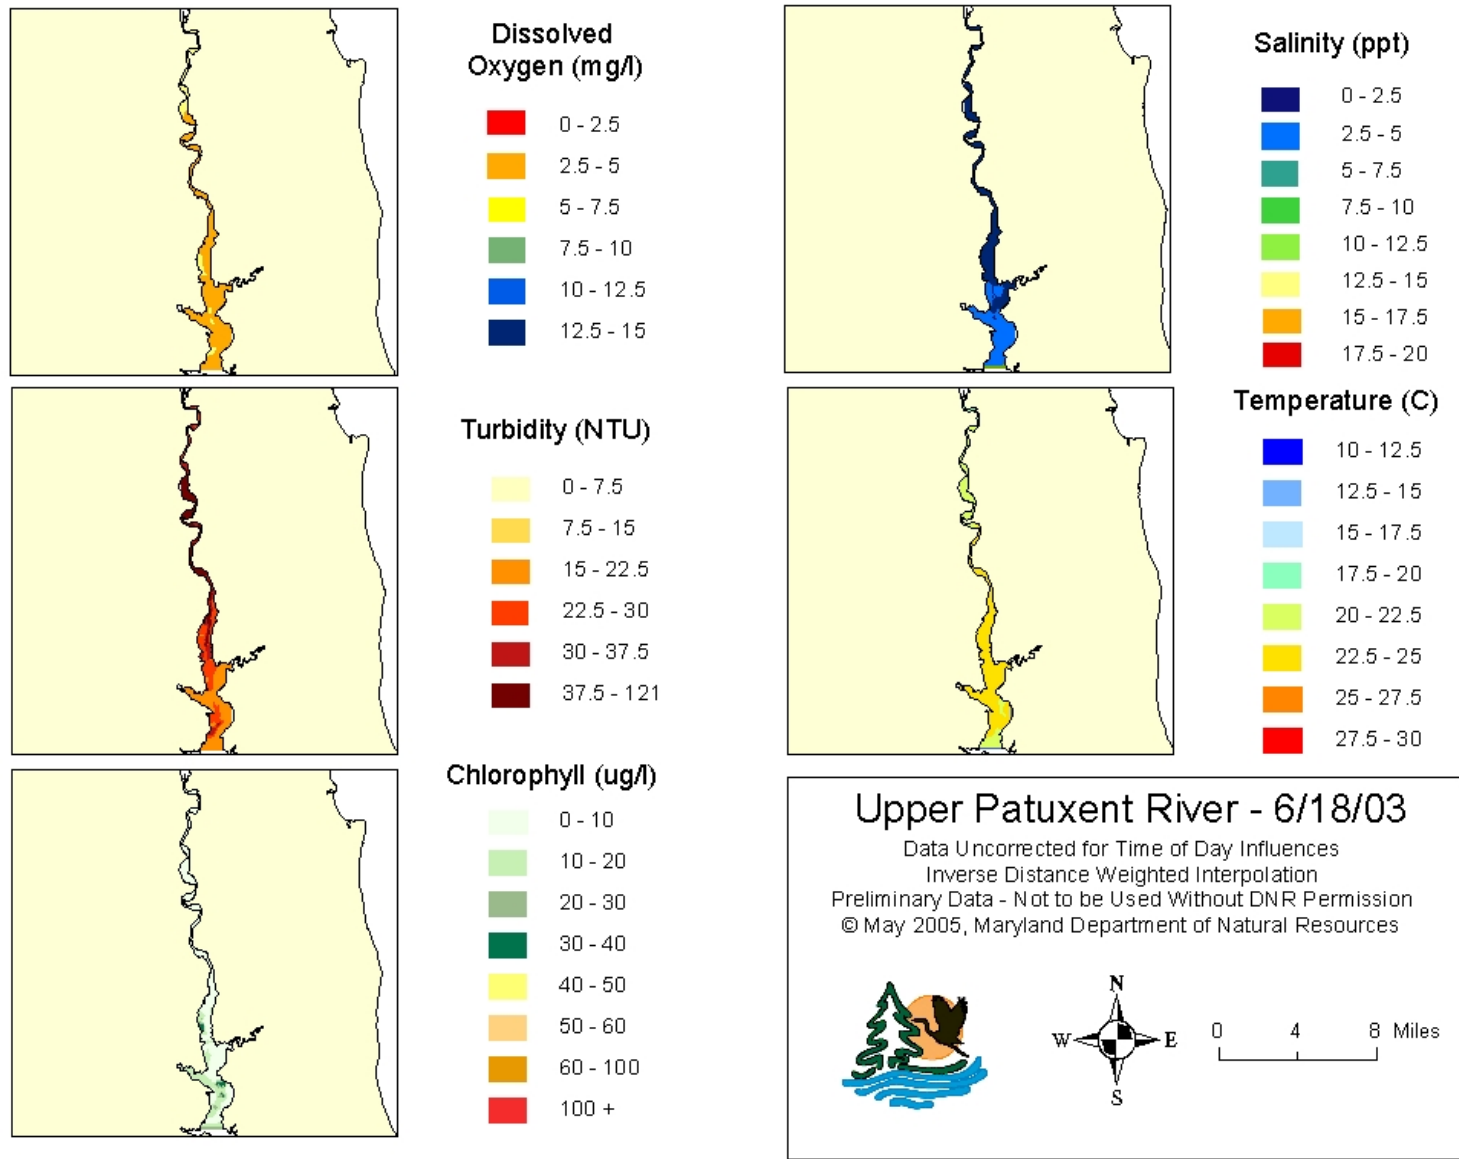 Dissolved
Oxygen (mg/l)
0 - 2.5
2.5 - 5
5 - 7.5
7.5 - 10
10 - 12.5
12.5 - 15
Salinity (ppt)
0 - 2.5
2.5 - 5
5 - 7.5
7.5 - 10
10 - 12.5
12.5 - 15
15 - 17.5
17.5 - 20
Turbidity (NTU)
0 - 7.5
7.5 - 15
15 - 22.5
22.5 - 30
30 - 37.5
37.5 - 121
Temperature (C)
10 - 12.5
12.5 - 15
15 - 17.5
17.5 - 20
20 - 22.5
22.5 - 25
25 - 27.5
27.5 - 30
Chlorophyll (ug/l)
0 - 10
10 - 20
20 - 30
30 - 40
40 - 50
50 - 60
60 - 100
100 +
Upper Patuxent River - 6/18/03
Data Uncorrected for Time of Day Influences
Inverse Distance Weighted Interpolation
Preliminary Data - Not to be Used Without DNR Permission
© May 2005, Maryland Department of Natural Resources
N
W E
S
0 4 8 Miles